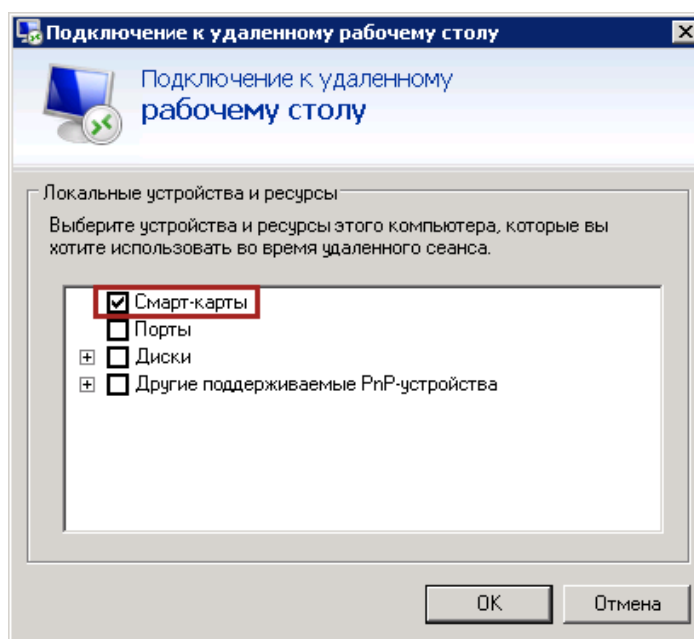 Подключение к удаленному рабочему столу
Подключение к удаленному
рабочему столу
Локальные устройства и ресурсы
Выберите устройства и ресурсы этого компьютера, которые вы
хотите использовать во время удаленного сеанса.
Смарт-карты
Порты
Диски
Другие поддерживаемые PnP-устройства
OK
Отмена